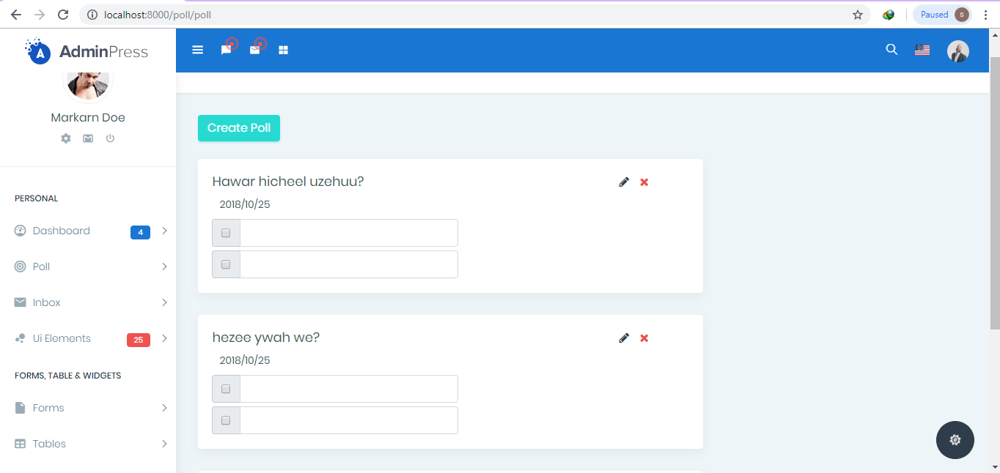 localhost:8000/poll/poll
Paused S
AdminPress
Markarn Doe
PERSONAL
Dashboard 4
Poll
Inbox
Ui Elements 25
FORMS, TABLE & WIDGETS
Forms
Tables
Create Poll
Hawar hicheel uzehuu?
2018/10/25
hezee ywah we?
2018/10/25